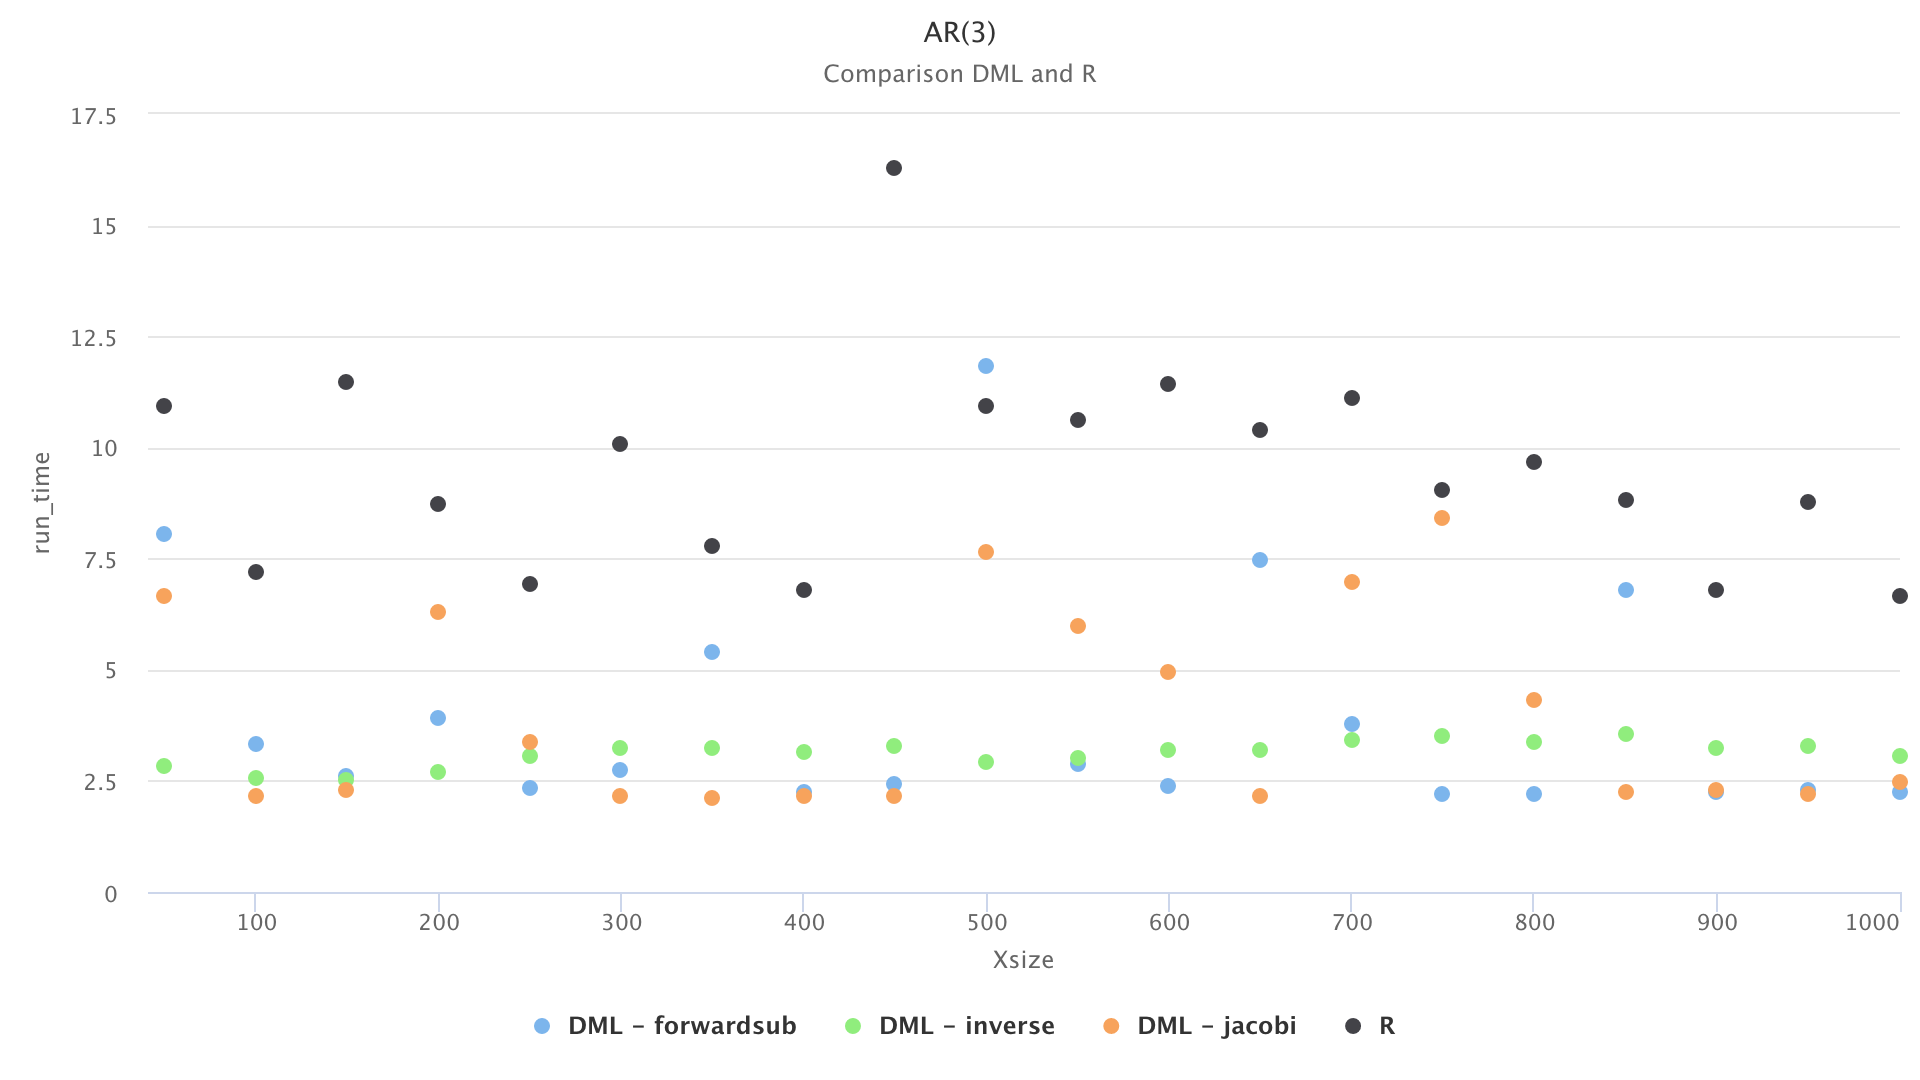 AR(3)
Comparison DML and R
17.5
15
12.5
10
7.5
5
2.5
0
run_time
100 200 300 400 500 600 700 800 900 1000
Xsize
DML – forwardsub DML – inverse DML – jacobi R